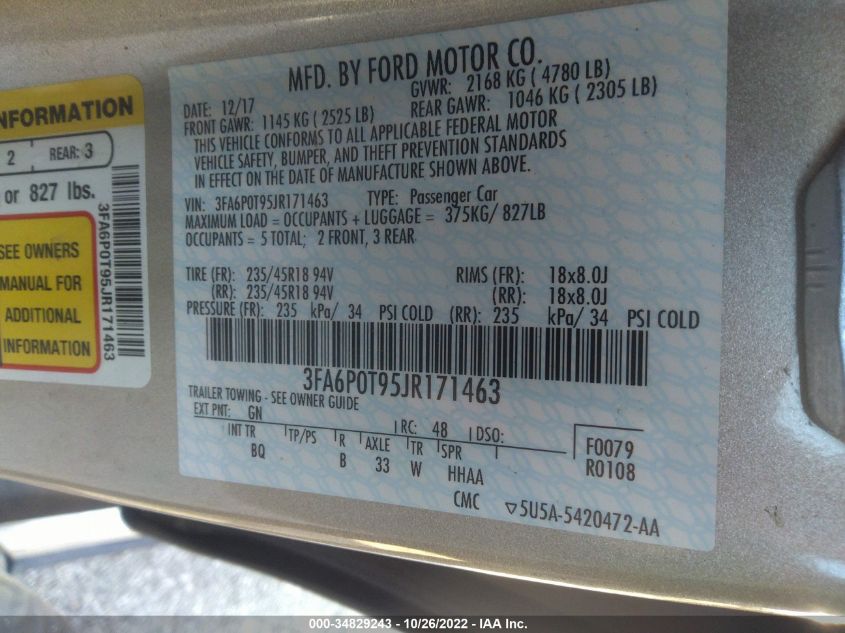 NFORMATION
2 REAR: 3
or 827 lbs.
SEE OWNERS
MANUAL FOR
ADDITIONAL
INFORMATION
3FA6P0T95JR171463
MFD. BY FORD MOTOR CO.
DATE: 12/17 GVWR: 2168 KG ( 4780 LB)
FRONT GAWR: 1145 KG ( 2525 LB) REAR GAWR: 1046 KG ( 2305 LB)
THIS VEHICLE CONFORMS TO ALL APPLICABLE FEDERAL MOTOR
VEHICLE SAFETY, BUMPER, AND THEFT PREVENTION STANDARDS
IN EFFECT ON THE DATE OF MANUFACTURE SHOWN ABOVE.
VIN: 3FA6P0T95JR171463 TYPE: Passenger Car
MAXIMUM LOAD = OCCUPANTS + LUGGAGE = 375KG/ 827LB
OCCUPANTS = 5 TOTAL; 2 FRONT, 3 REAR
TIRE (FR): 235/45R18 94V RIMS (FR): 18x8.0J
(RR): 235/45R18 94V (RR): 18x8.0J
PRESSURE (FR): 235 kPa/ 34 PSI COLD (RR): 235 kPa/ 34 PSI COLD
3FA6P0T95JR171463
TRAILER TOWING - SEE OWNER GUIDE
EXT PNT: GN RC: 48 DSO: F0079
INT TR TP/PS R AXLE TR SPR R0108
BQ B 33 W HHAA
CMC ▽5U5A-5420472-AA
000-34829243 - 10/26/2022 - IAA Inc.